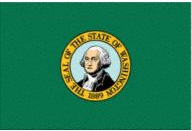 THE SEAL OF THE STATE OF WASHINGTON
1889